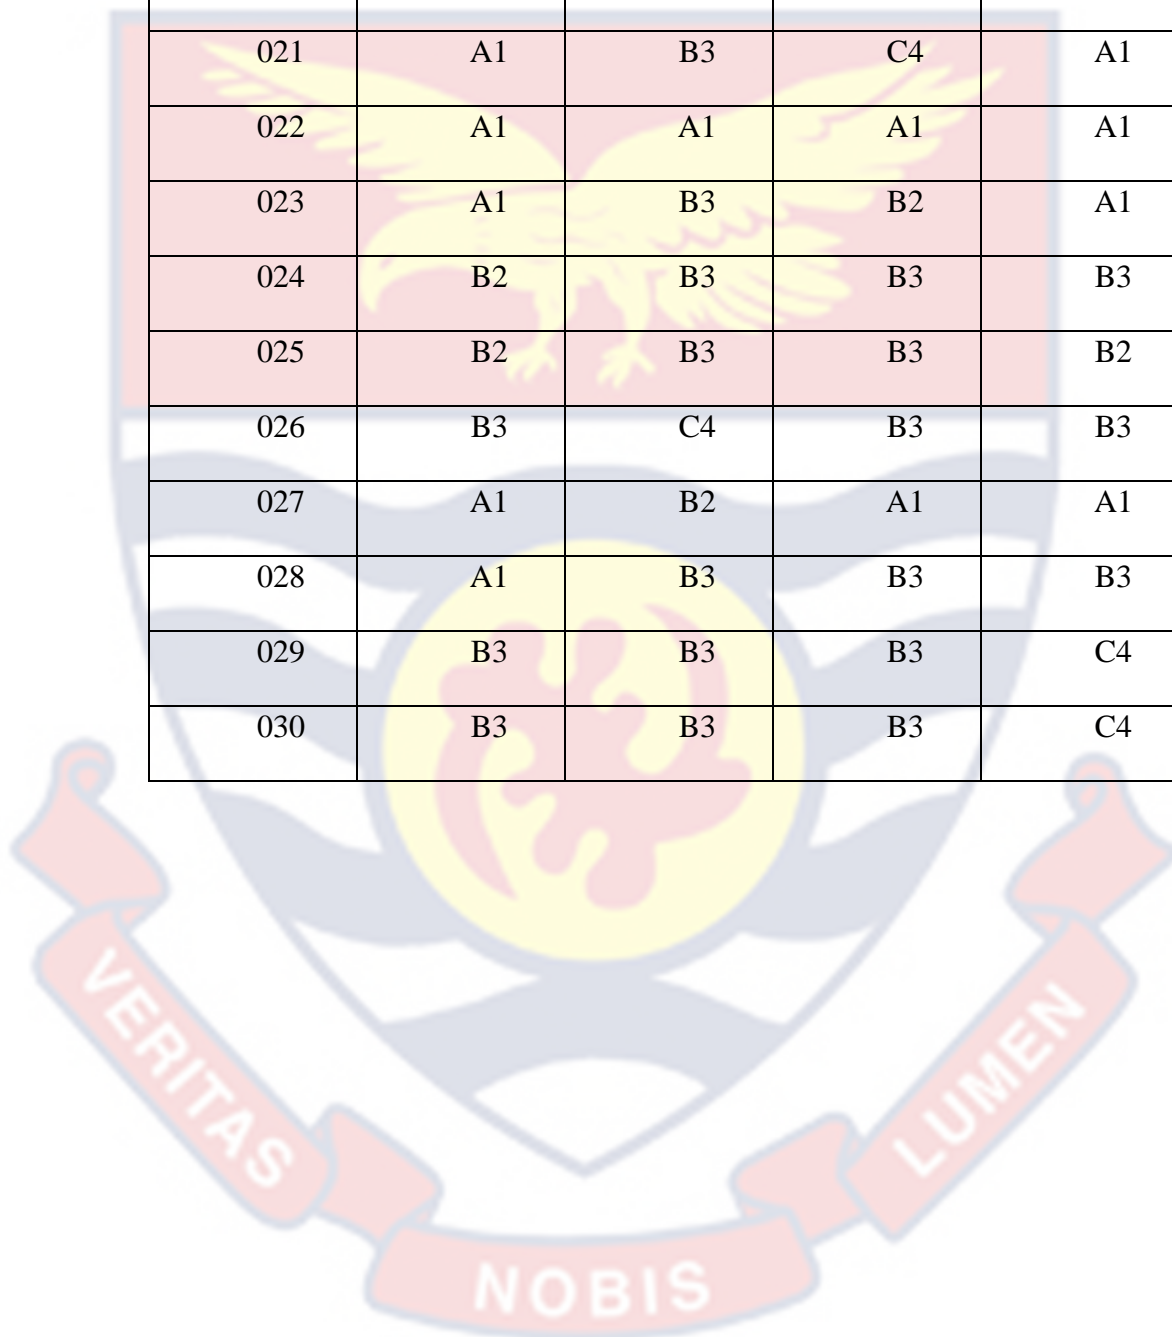 021 A1 B3 C4 A1
022 A1 A1 A1 A1
023 A1 B3 B2 A1
024 B2 B3 B3 B3
025 B2 B3 B3 B2
026 B3 C4 B3 B3
027 A1 B2 A1 A1
028 A1 B3 B3 B3
029 B3 B3 B3 C4
030 B3 B3 B3 C4
VERITAS
NOBIS
LUMEN